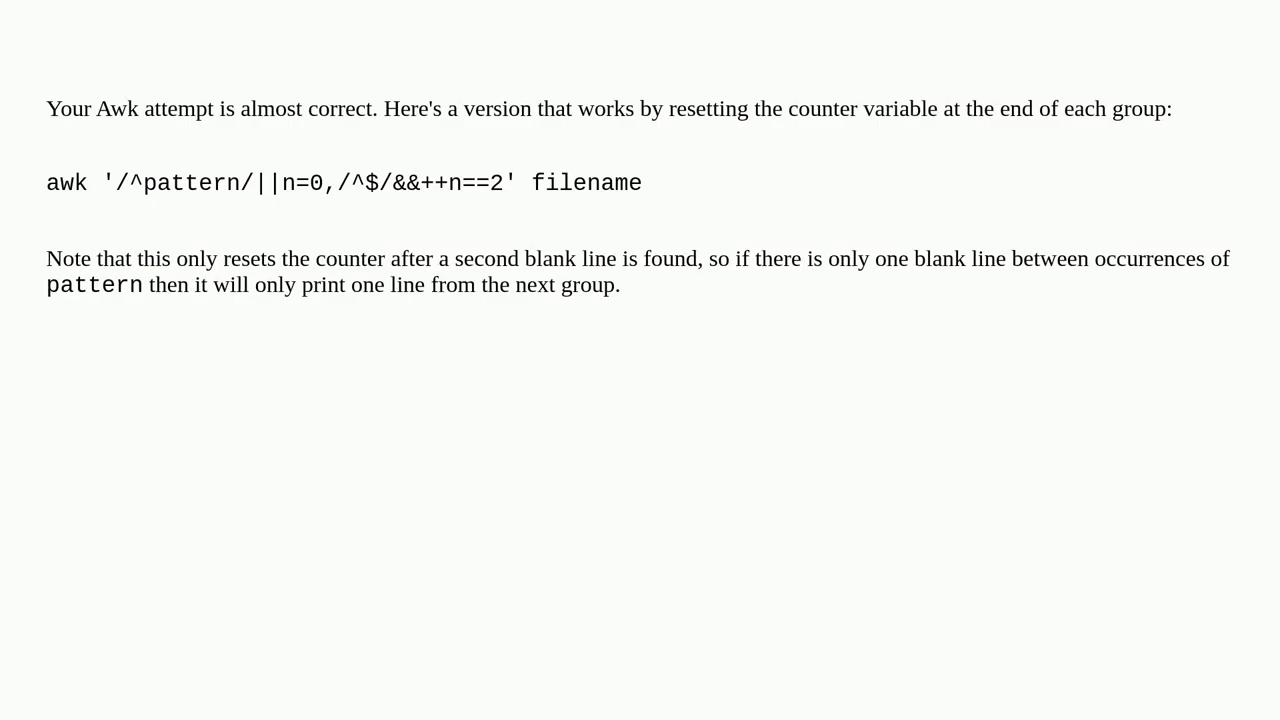 Your Awk attempt is almost correct. Here's a version that works by resetting the counter variable at the end of each group:
awk '/^pattern/||n=0,/^$/&&++n==2' filename
Note that this only resets the counter after a second blank line is found, so if there is only one blank line between occurrences of
pattern then it will only print one line from the next group.